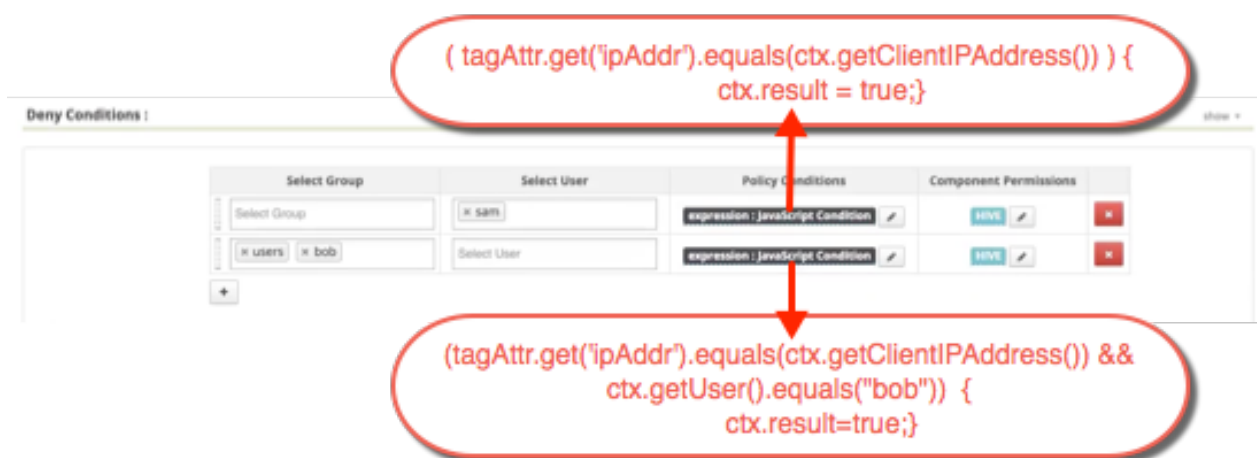 ( tagAttr.get('ipAddr').equals(ctx.getClientIPAddress()) ) {
ctx.result = true;}
Deny Conditions :
show
Select Group Select User Policy Conditions Component Permissions
Select Group × sam expression : JavaScript Condition HIVE ×
× users × bob Select User expression : JavaScript Condition HIVE ×
+
(tagAttr.get('ipAddr').equals(ctx.getClientIPAddress()) &&
ctx.getUser().equals("bob")) {
ctx.result=true;}